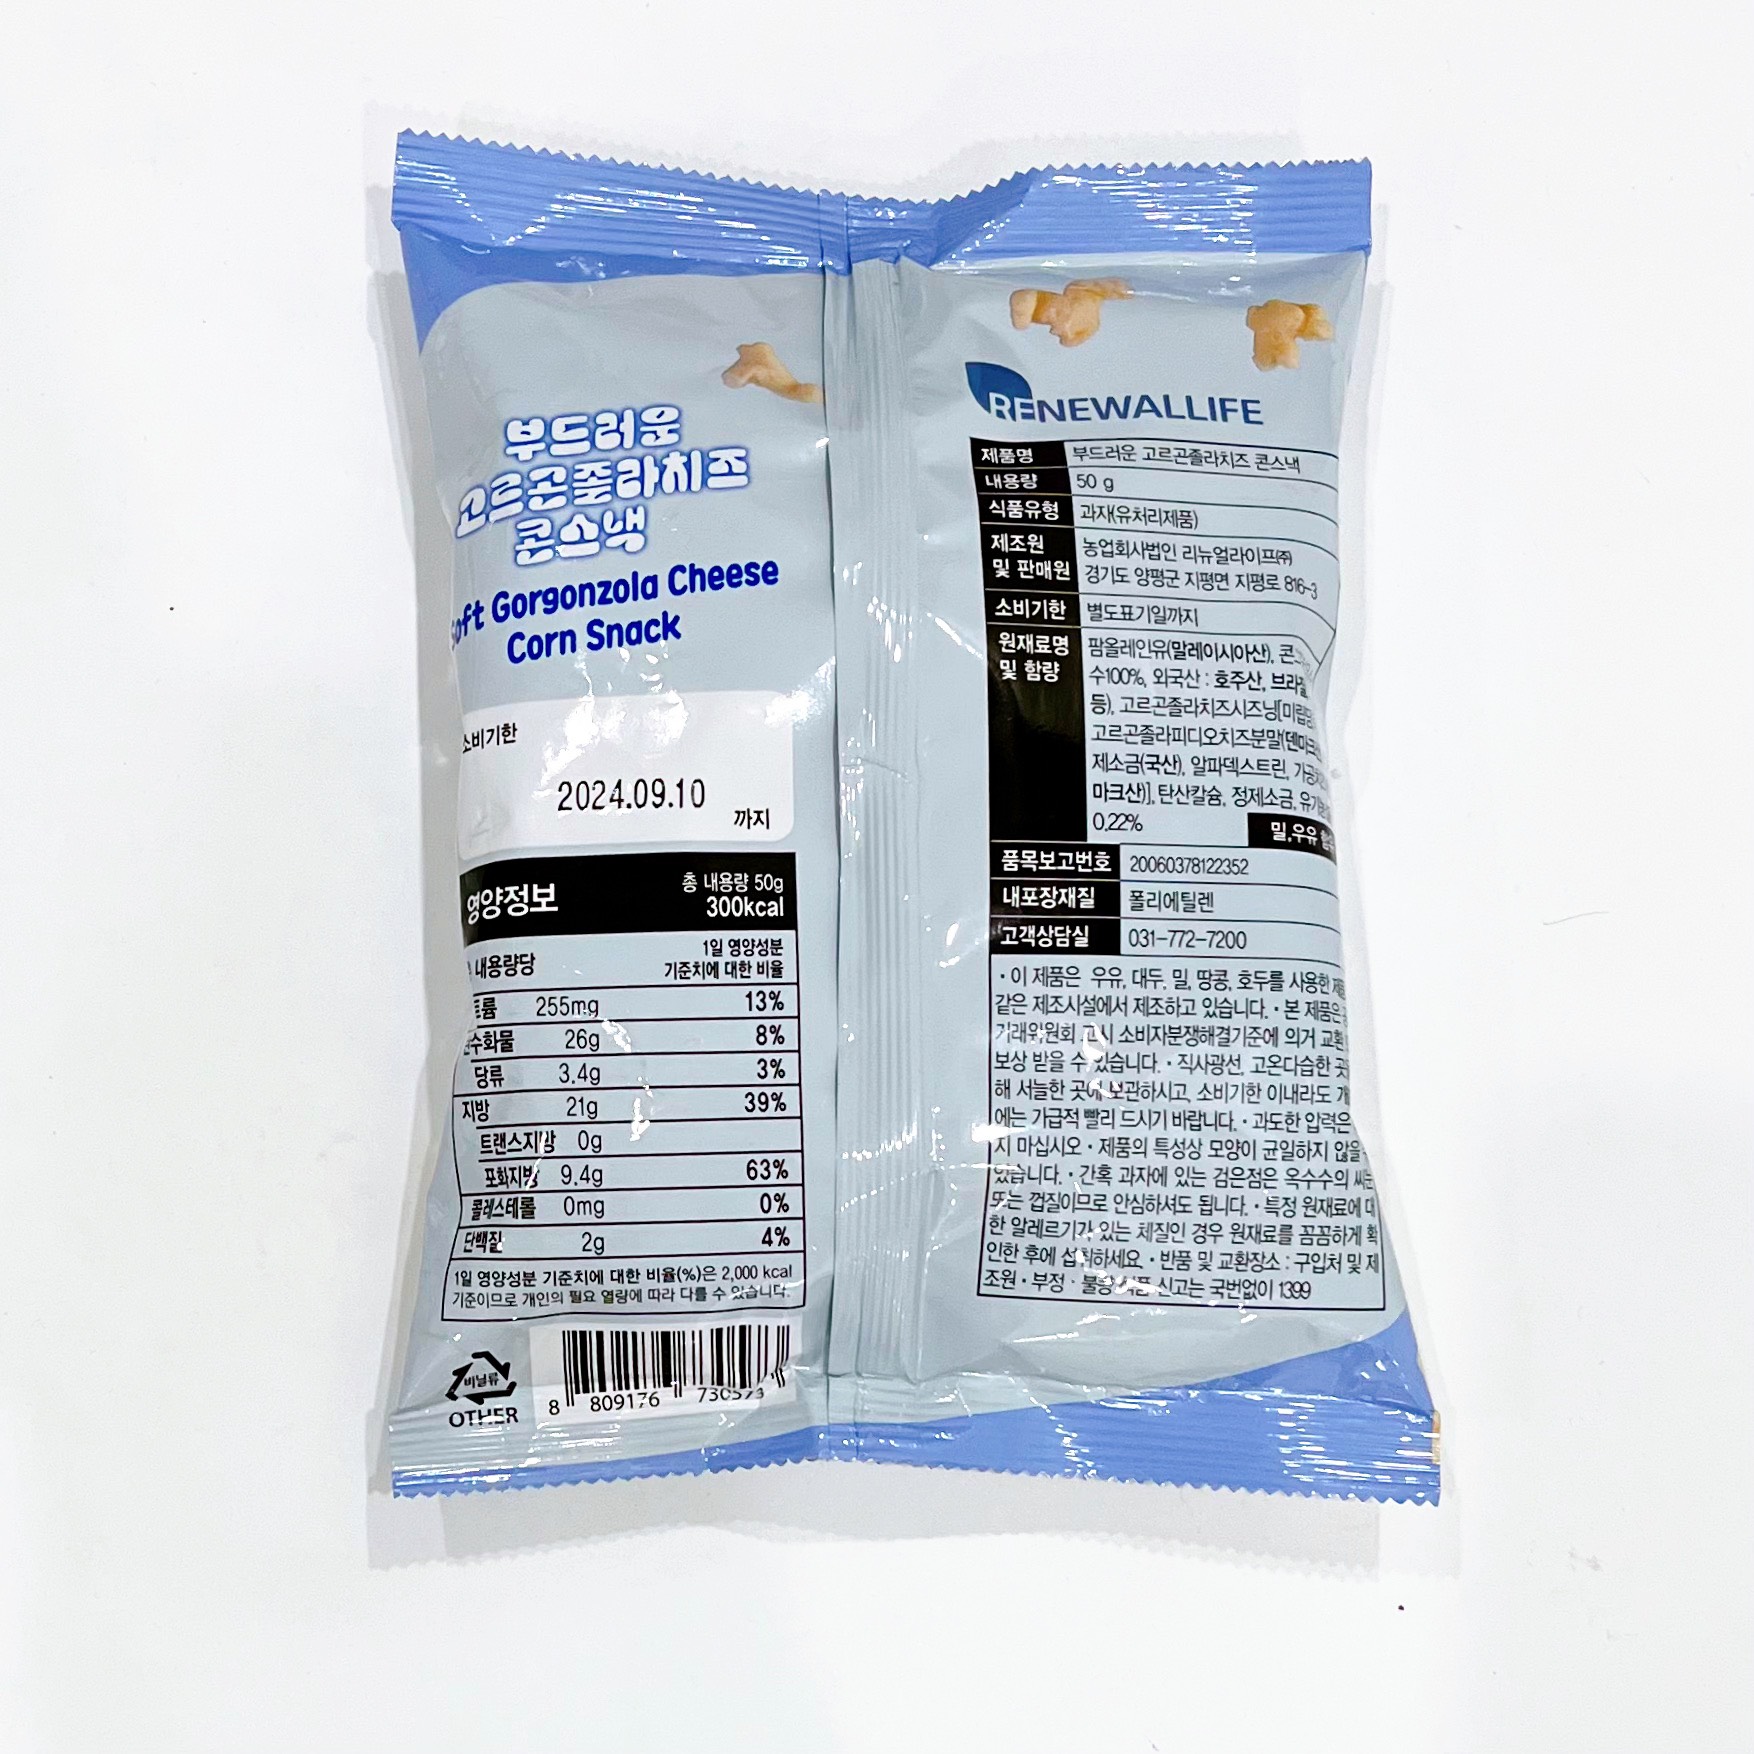 부드러운
고르곤졸라치즈
콘스낵
Gorgonzola Cheese
Corn Snack
소비기한
2024.09.10
까지
영양정보
총 내용량 50g
300kcal
내용량당
1일 영양성분
기준치에 대한 비율
255mg 13%
26g 8%
당류 3.4g 3%
지방 21g 39%
트랜스지방 0g
포화지방 9.4g 63%
콜레스테롤 0mg 0%
단백질 2g 4%
1일 영양성분 기준치에 대한 비율(%)은 2,000 kcal
기준이므로 개인의 필요 열량에 따라 다를 수 있습니다.
비닐류
OTHER
8 809176
RENEWALLIFE
제품명 부드러운 고르곤졸라치즈 콘스낵
내용량 50 g
식품유형 과자(유처리제품)
제조원 및 판매원 농업회사법인 리뉴얼라이프㈜
경기도 양평군 지평면 지평로 816-3
소비기한 별도표기일까지
원재료명 및 함량 팜올레인유(말레이시아산),
수100%, 외국산 : 호주산,
등), 고르곤졸라치즈시즈닝
고르곤졸라피디오치즈분말
제소금(국산), 알파덱스트린,
마크산)], 탄산칼슘, 정제소금,
0.22%
밀,우유
품목보고번호 20060378122352
내포장재질 폴리에틸렌
고객상담실 031-772-7200
· 이 제품은 우유, 대두, 밀, 땅콩, 호두를 사용한
같은 제조시설에서 제조하고 있습니다. · 본 제품은
거래위원회 고시 소비자분쟁해결기준에 의거
보상 받을 수 있습니다. · 직사광선, 고온다습한
해 서늘한 곳에 보관하시고, 소비기한 이내라도
에는 가급적 빨리 드시기 바랍니다. · 과도한 압력은
지 마십시오 · 제품의 특성상 모양이 균일하지 않을
있습니다. · 간혹 과자에 있는 검은점은 옥수수의
또는 껍질이므로 안심하셔도 됩니다. · 특정 원재료에 대
한 알레르기가 있는 체질인 경우 원재료를 꼼꼼하게 확
인한 후에 섭취하세요. · 반품 및 교환장소 : 구입처 및 제
조원 · 부정 · 불량식품 신고는 국번없이 1399